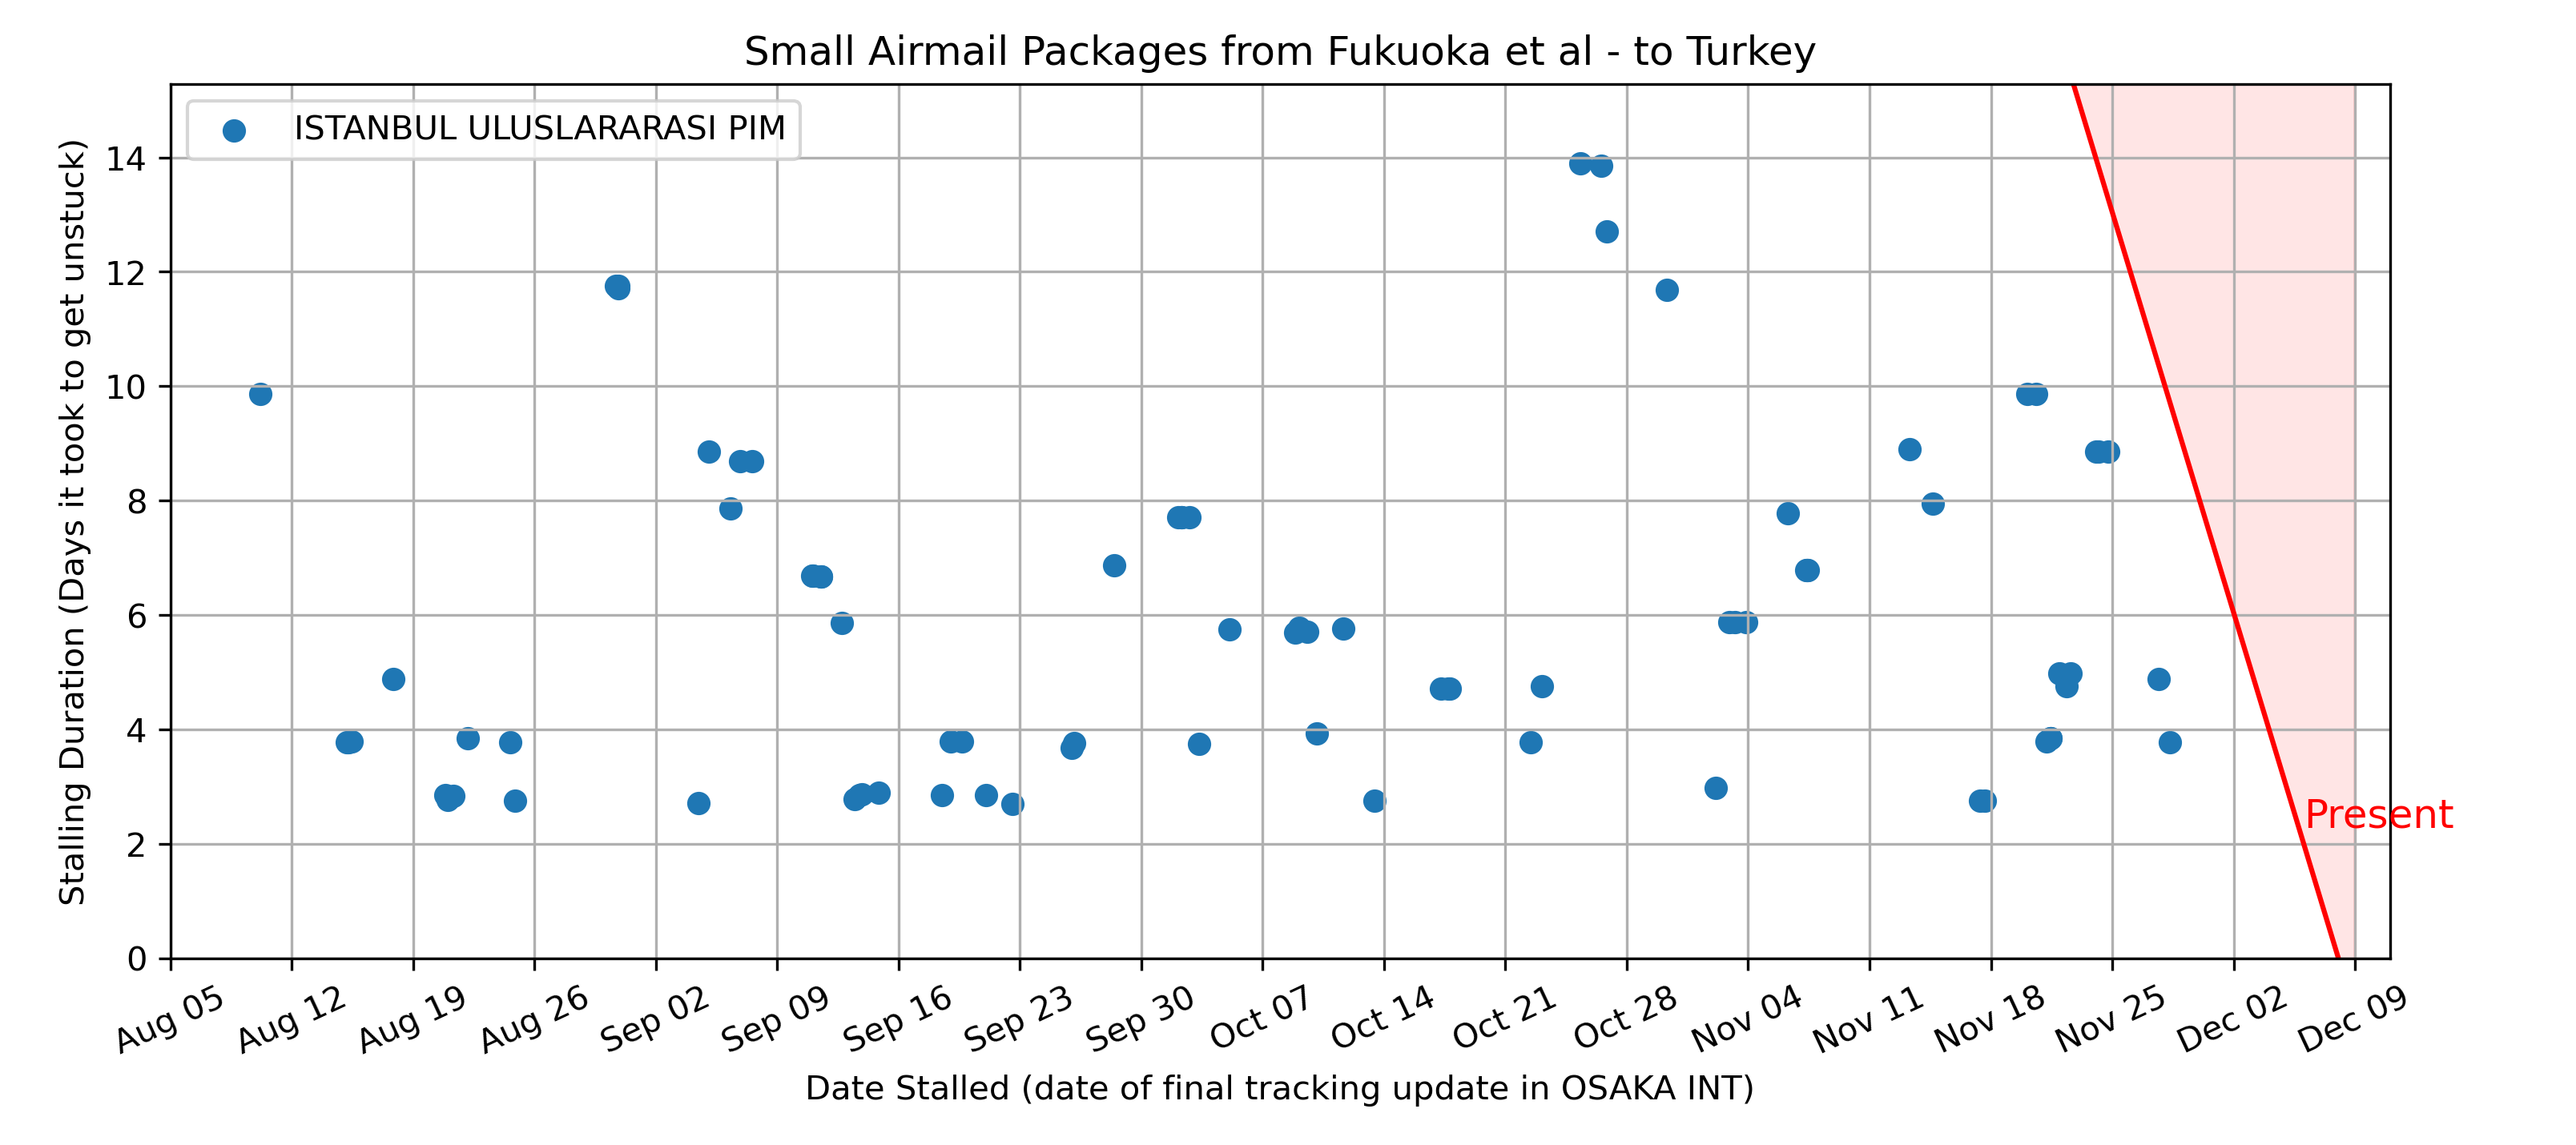 Small Airmail Packages from Fukuoka et al - to Turkey
ISTANBUL ULUSLARARASI PIM
Stalling Duration (Days it took to get unstuck)
14
12
10
8
6
4
2
0
Present
Aug 05
Aug 12
Aug 19
Aug 26
Sep 02
Sep 09
Sep 16
Sep 23
Sep 30
Oct 07
Oct 14
Oct 21
Oct 28
Nov 04
Nov 11
Nov 18
Nov 25
Dec 02
Dec 09
Date Stalled (date of final tracking update in OSAKA INT)